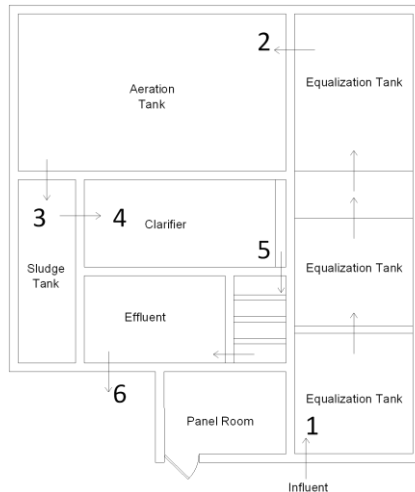 2
Equalization Tank
Aeration
Tank
3
4
Clarifier
5
Sludge
Tank
Equalization Tank
Effluent
6
Panel Room
Equalization Tank
1
Influent